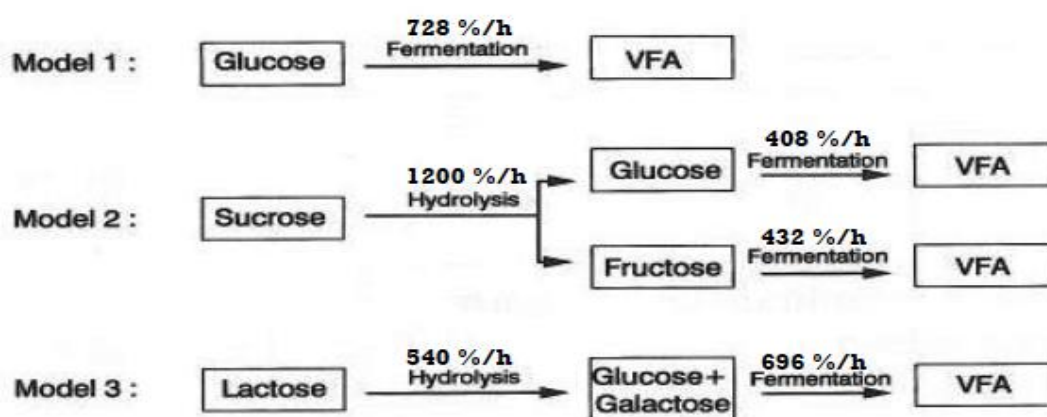 728 %/h
Model 1 : Glucose Fermentation VFA
408 %/h
1200 %/h Glucose Fermentation VFA
Hydrolysis
Model 2 : Sucrose
432 %/h
Fructose Fermentation VFA
540 %/h 696 %/h
Hydrolysis Glucose+ Fermentation
Model 3 : Lactose Galactose VFA